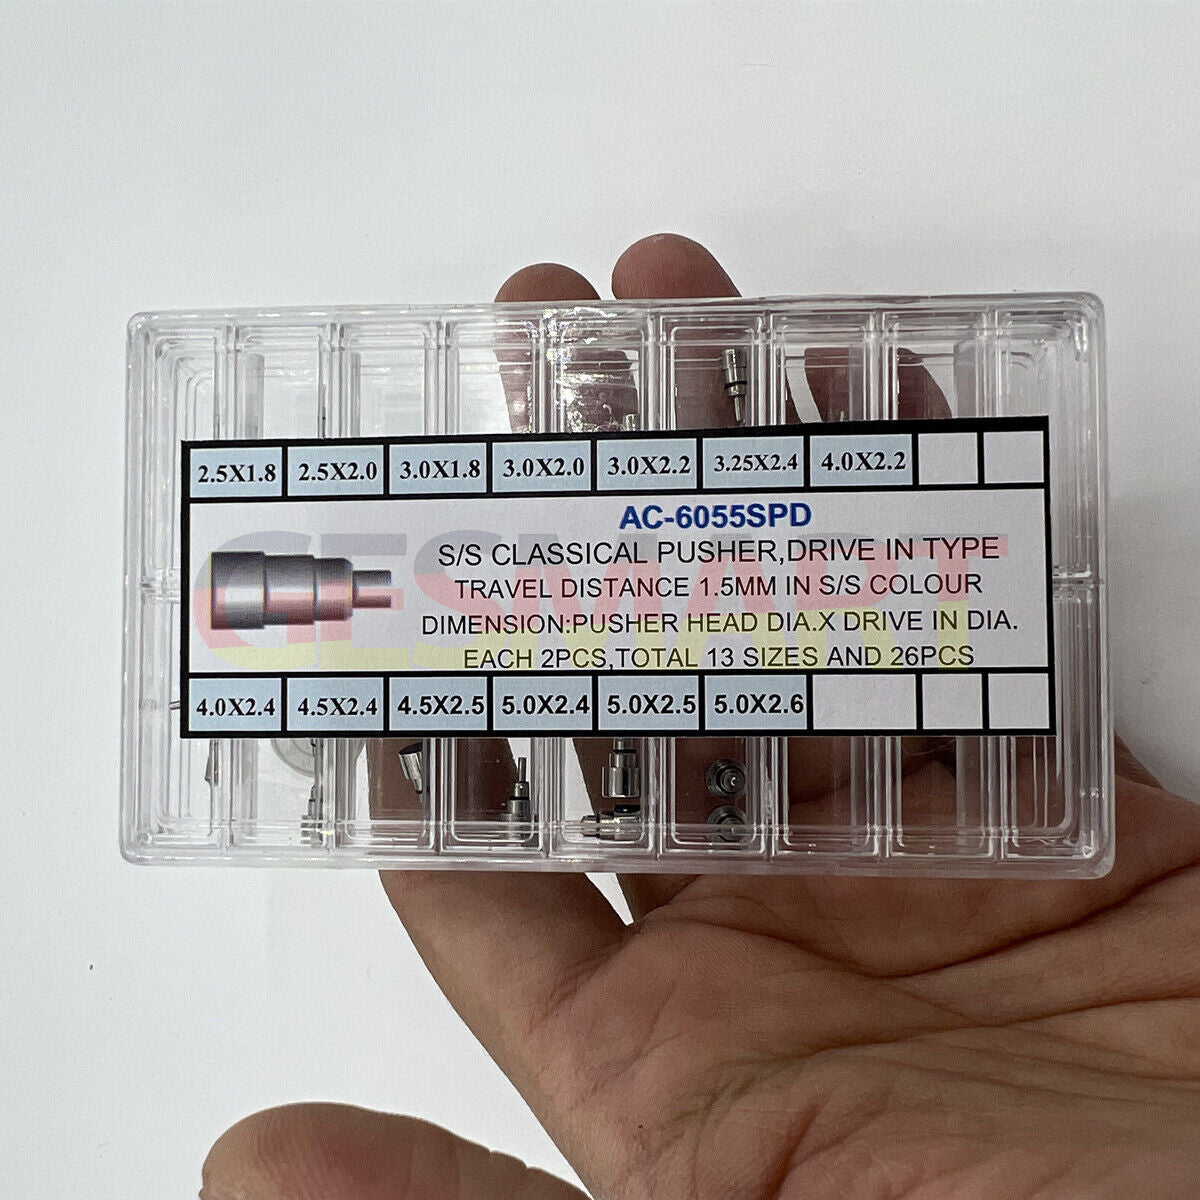 2.5X1.8 2.5X2.0 3.0X1.8 3.0X2.0 3.0X2.2 3.25X2.4 4.0X2.2
AC-6055SPD
S/S CLASSICAL PUSHER,DRIVE IN TYPE
TRAVEL DISTANCE 1.5MM IN S/S COLOUR
DIMENSION:PUSHER HEAD DIA.X DRIVE IN DIA.
EACH 2PCS,TOTAL 13 SIZES AND 26PCS
GESMART
4.0X2.4 4.5X2.4 4.5X2.5 5.0X2.4 5.0X2.5 5.0X2.6